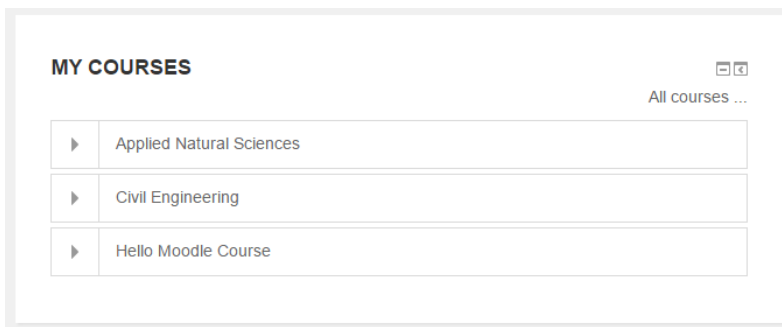 MY COURSES
All courses ...
Applied Natural Sciences
Civil Engineering
Hello Moodle Course